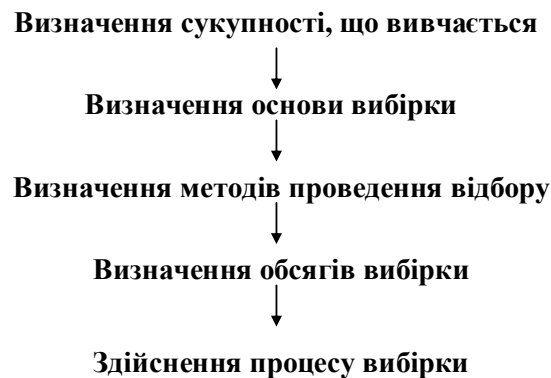 Визначення сукупності, що вивчається
Визначення основи вибірки
Визначення методів проведення відбору
Визначення обсягів вибірки
Здійснення процесу вибірки